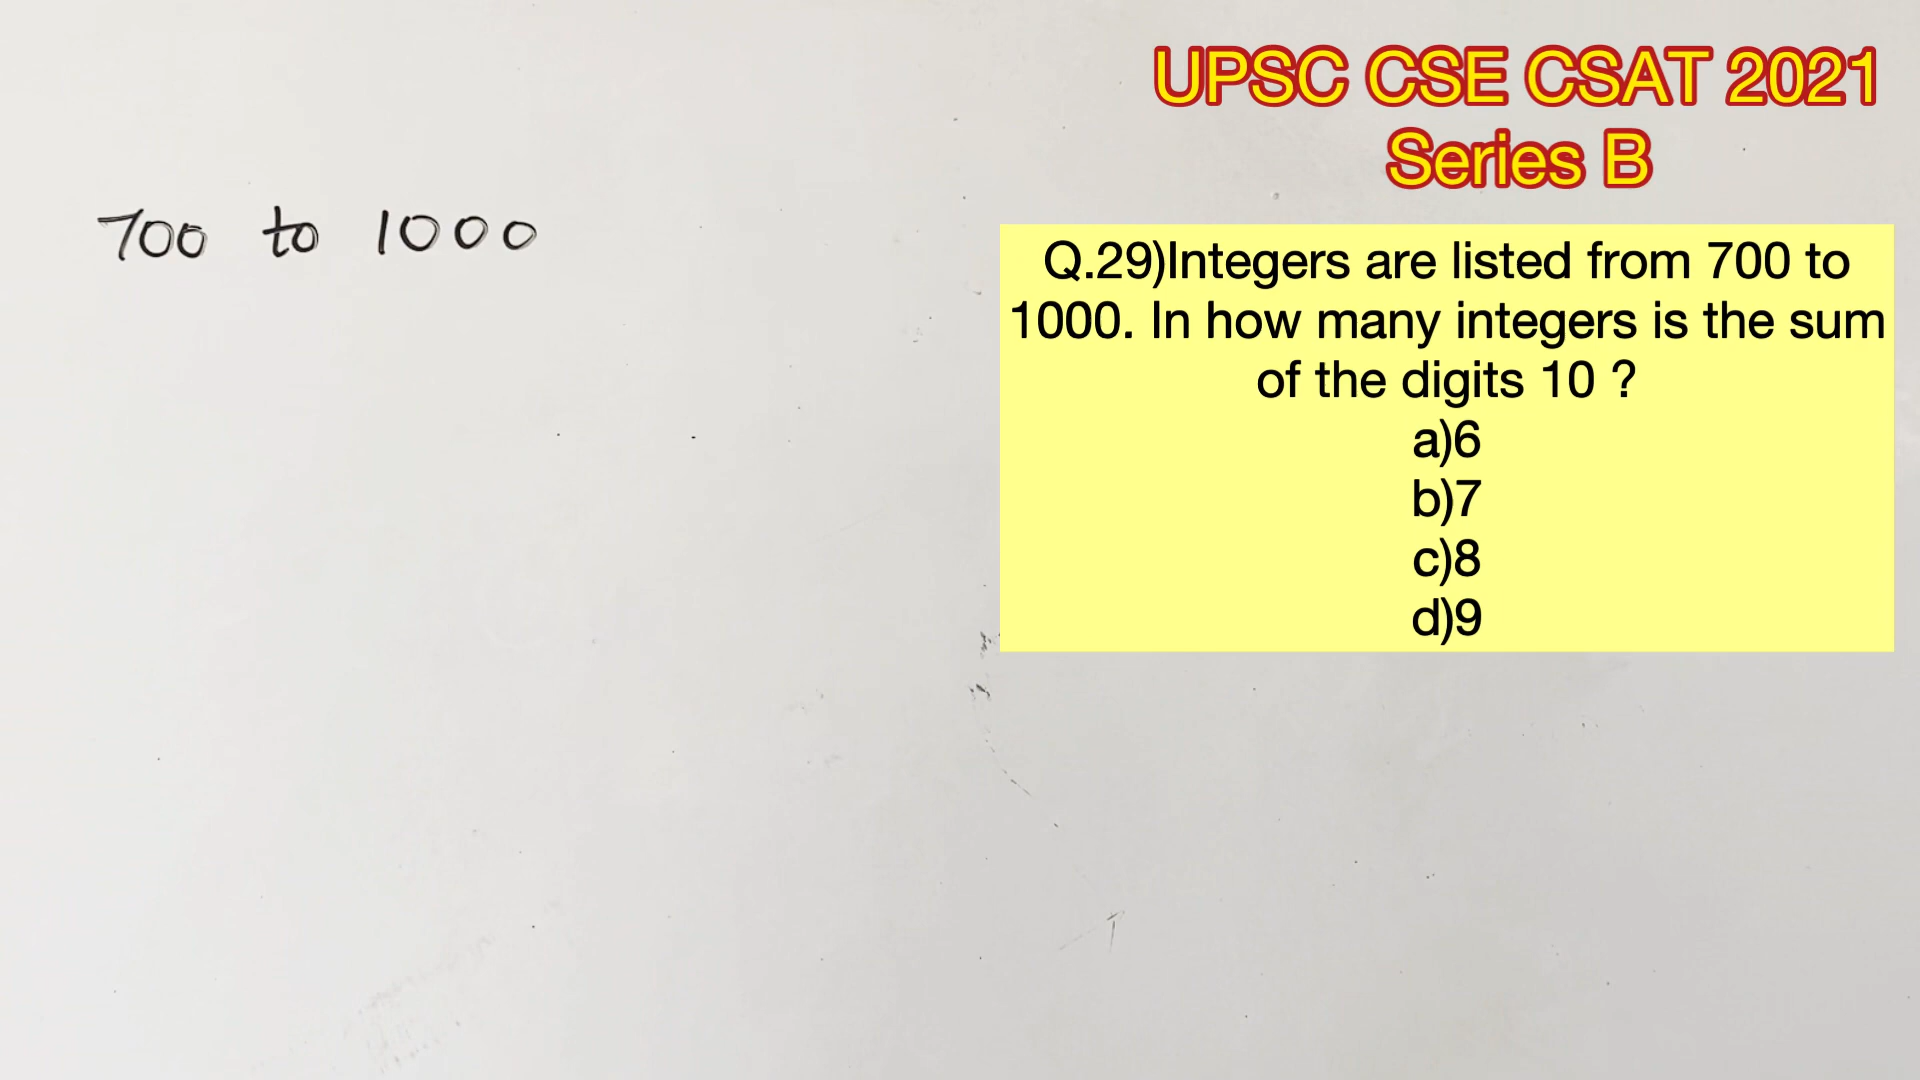 UPSC CSE CSAT 2021
Series B
700 to 1000
Q.29)Integers are listed from 700 to
1000. In how many integers is the sum
of the digits 10 ?
a)6
b)7
c)8
d)9